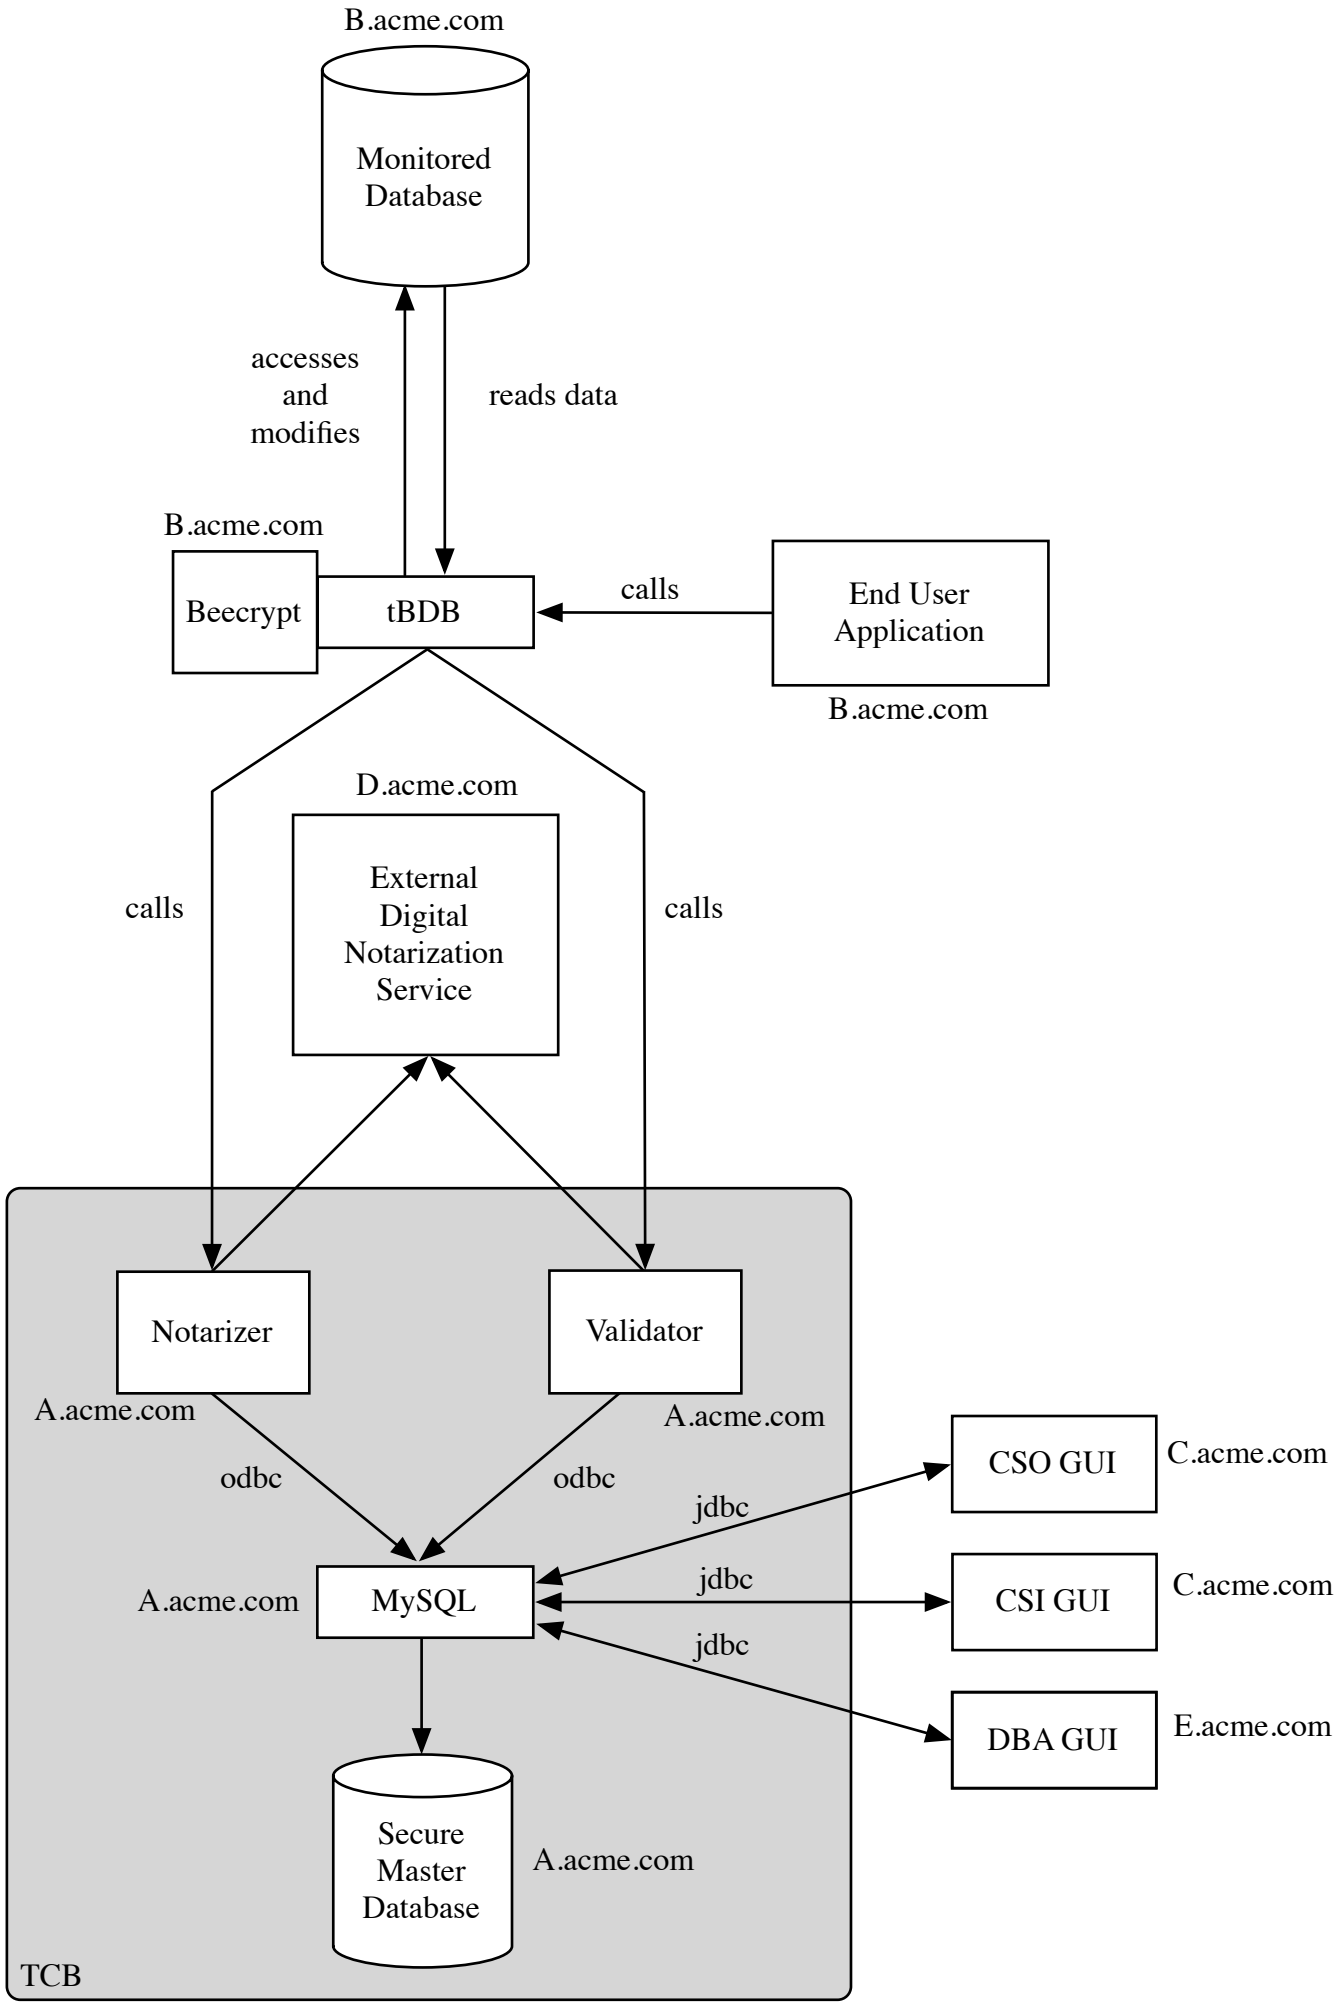 B.acme.com
Monitored
Database
accesses
and
modifies
reads data
B.acme.com
Beecrypt
tBDB
calls
End User
Application
B.acme.com
D.acme.com
External
Digital
Notarization
Service
calls
calls
Notarizer
Validator
A.acme.com
A.acme.com
odbc
odbc
jdbc
CSO GUI
C.acme.com
A.acme.com
MySQL
jdbc
CSI GUI
C.acme.com
jdbc
DBA GUI
E.acme.com
Secure
Master
Database
A.acme.com
TCB